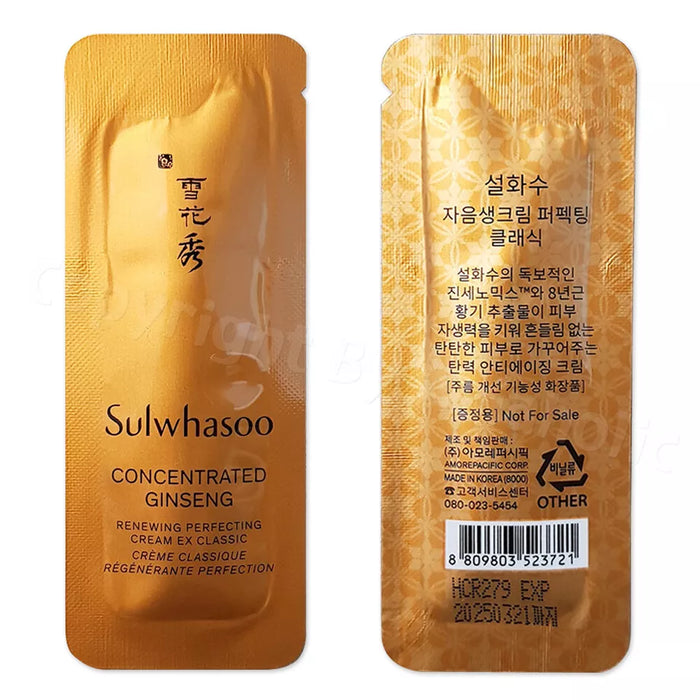 雪花秀
Sulwhasoo
CONCENTRATED
GINSENG
RENEWING PERFECTING
CREAM EX CLASSIC
CRÈME CLASSIQUE
RÉGÉNÉRANTE PERFECTION
설화수
자음생크림 퍼펙팅
클래식
설화수의 독보적인
진세노믹스™와 8년근
황기 추출물이 피부
자생력을 키워 흔들림 없는
탄탄한 피부로 가꾸어주는
탄력 안티에이징 크림
[주름 개선 기능성 화장품]
[증정용] Not For Sale
제조 및 책임판매 :
(주)아모레퍼시픽
AMOREPACIFIC CORP.
MADE IN KOREA (8000)
☎고객서비스센터
080-023-5454
비닐류
OTHER
8 809803 523721
HCR279 EXP
20250321까지
Copyright